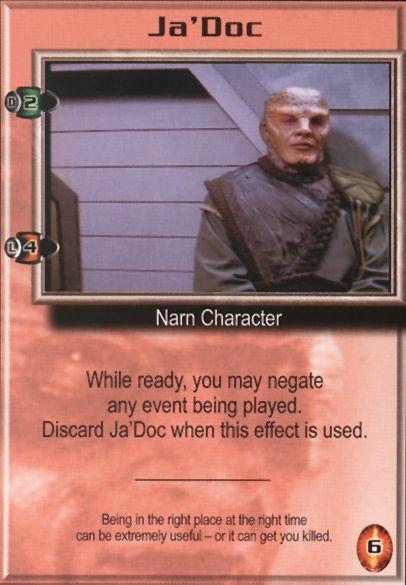 Ja'Doc
D 2
L 4
Narn Character
While ready, you may negate
any event being played.
Discard Ja'Doc when this effect is used.
Being in the right place at the right time
can be extremely useful – or it can get you killed.
6